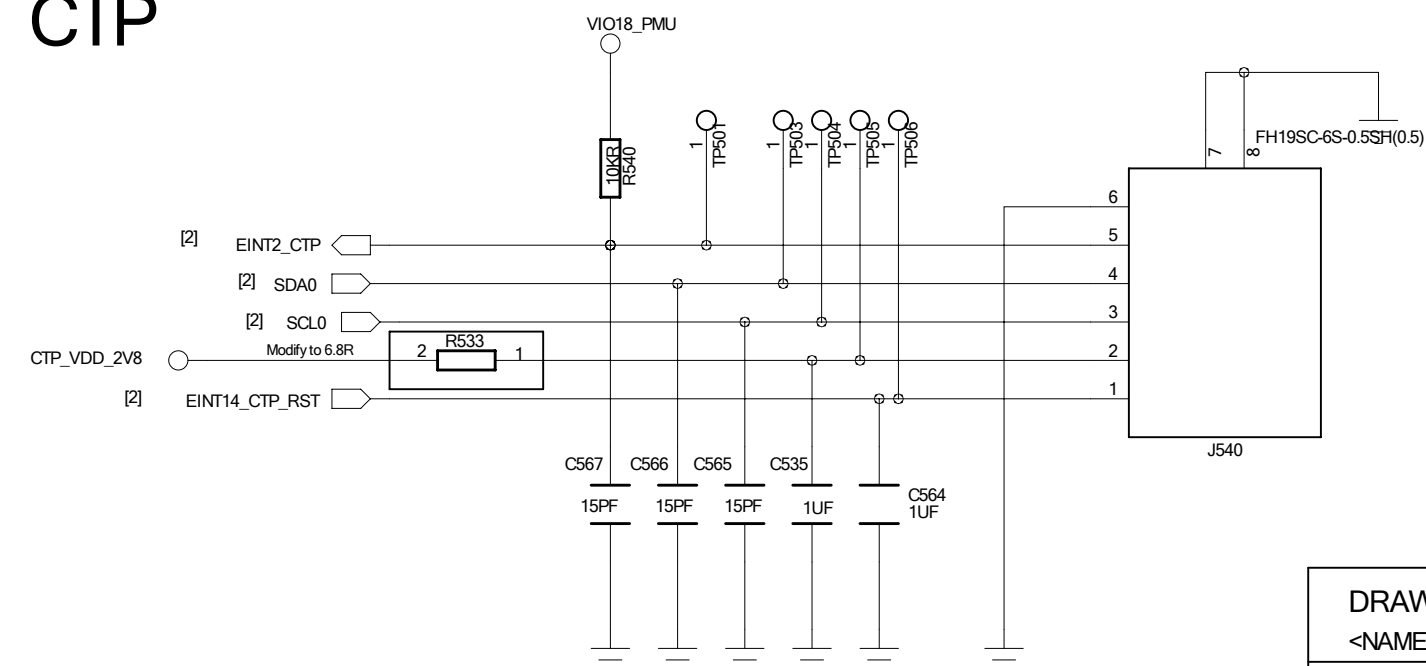 CTP
VIO18_PMU
10KR
R540
1
TP501
1
TP503
1
TP504
1
TP505
1
TP506
7
8
FH19SC-6S-0.5SH(0.5)
6
[2]
EINT2_CTP
5
[2]
SDA0
4
[2]
SCL0
3
CTP_VDD_2V8
Modify to 6.8R
2
R533
1
2
[2]
EINT14_CTP_RST
1
J540
C567
C566
C565
C535
15PF
15PF
15PF
1UF
C564
1UF
DRAW
<NAME